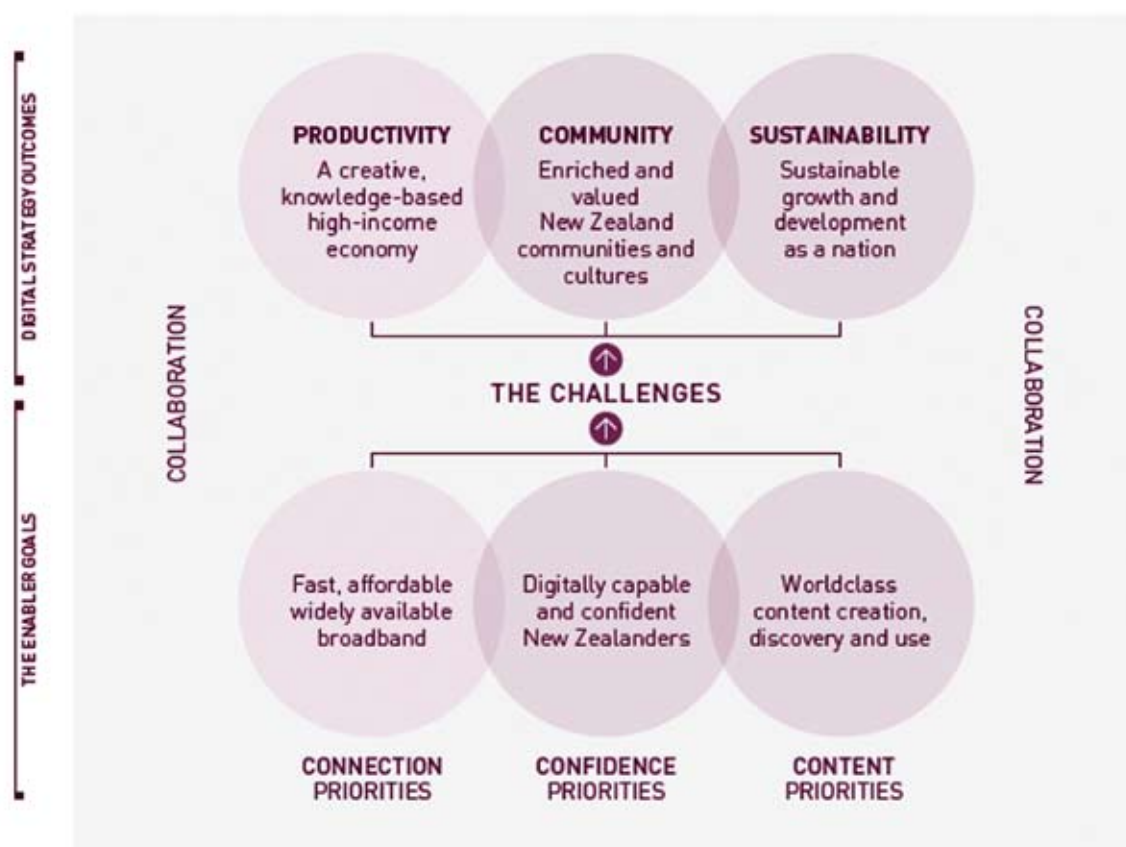 DIGITAL STRATEGY OUTCOMES
PRODUCTIVITY
A creative,
knowledge-based
high-income
economy
COMMUNITY
Enriched and
valued
New Zealand
communities and
cultures
SUSTAINABILITY
Sustainable
growth and
development
as a nation
COLLABORATION
THE CHALLENGES
COLLABORATION
THE ENABLER GOALS
Fast, affordable
widely available
broadband
Digitally capable
and confident
New Zealanders
Worldclass
content creation,
discovery and use
CONNECTION
PRIORITIES
CONFIDENCE
PRIORITIES
CONTENT
PRIORITIES